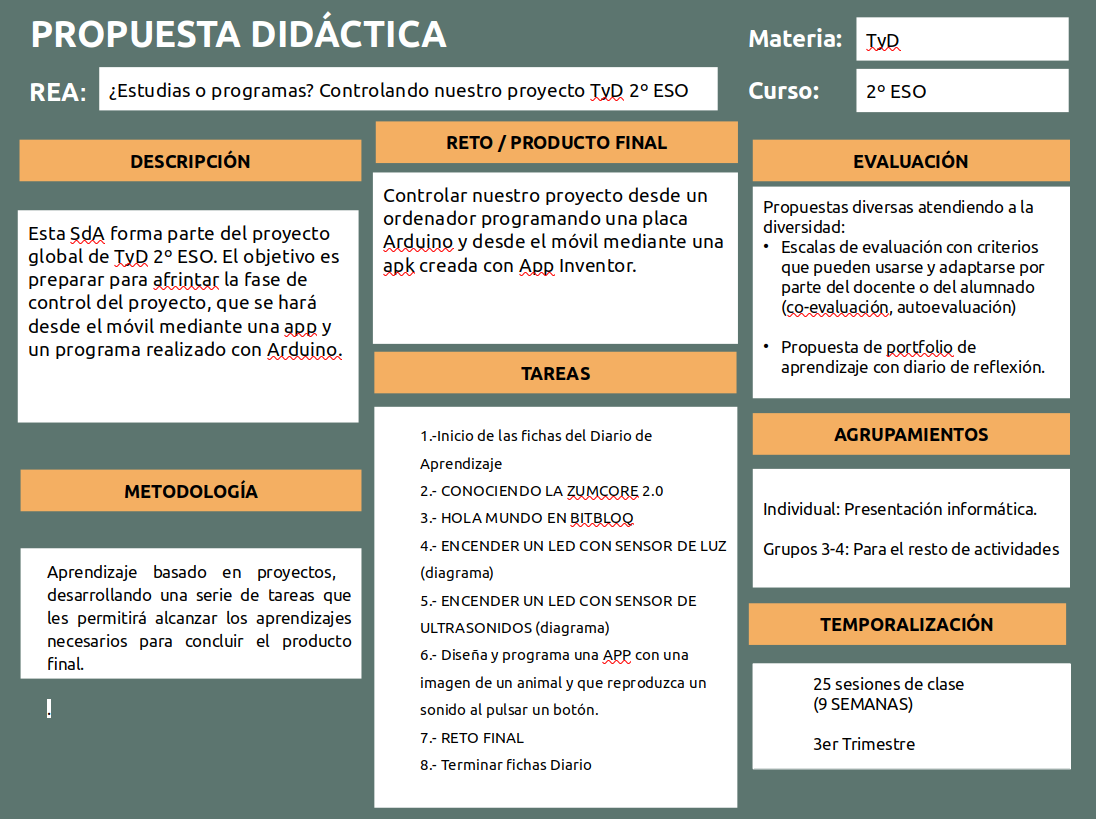 PROPUESTA DIDÁCTICA
Materia:
TyD
REA:
¿Estudias o programas? Controlando nuestro proyecto TyD 2º ESO
Curso:
2º ESO
DESCRIPCIÓN
Esta SdA forma parte del proyecto
global de TyD 2º ESO. El objetivo es
preparar para afrintar la fase de
control del proyecto, que se hará
desde el móvil mediante una app y
un programa realizado con Arduino.
METODOLOGÍA
Aprendizaje basado en proyectos,
desarrollando una serie de tareas que
les permitirá alcanzar los aprendizajes
necesarios para concluir el producto
final.
.
RETO / PRODUCTO FINAL
Controlar nuestro proyecto desde un
ordenador programando una placa
Arduino y desde el móvil mediante una
apk creada con App Inventor.
TAREAS
1.-Inicio de las fichas del Diario de
Aprendizaje
2.- CONOCIENDO LA ZUMCORE 2.0
3.- HOLA MUNDO EN BITBLOQ
4.- ENCENDER UN LED CON SENSOR DE LUZ
(diagrama)
5.- ENCENDER UN LED CON SENSOR DE
ULTRASONIDOS (diagrama)
6.- Diseña y programa una APP con una
imagen de un animal y que reproduzca un
sonido al pulsar un botón.
7.- RETO FINAL
8.- Terminar fichas Diario
EVALUACIÓN
Propuestas diversas atendiendo a la
diversidad:
• Escalas de evaluación con criterios
que pueden usarse y adaptarse por
parte del docente o del alumnado
(co-evaluación, autoevaluación)
• Propuesta de portfolio de
aprendizaje con diario de reflexión.
AGRUPAMIENTOS
Individual: Presentación informática.
Grupos 3-4: Para el resto de actividades
TEMPORALIZACIÓN
25 sesiones de clase
(9 SEMANAS)
3er Trimestre